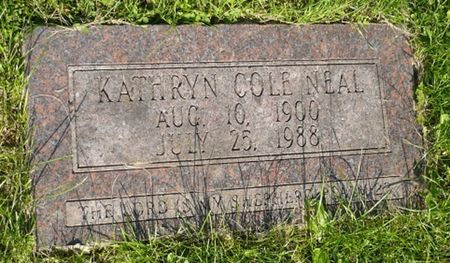 KATHRYN COLE NEAL
AUG. 10, 1900
JULY 25, 1988
THE LORD IS MY SHEPHERD